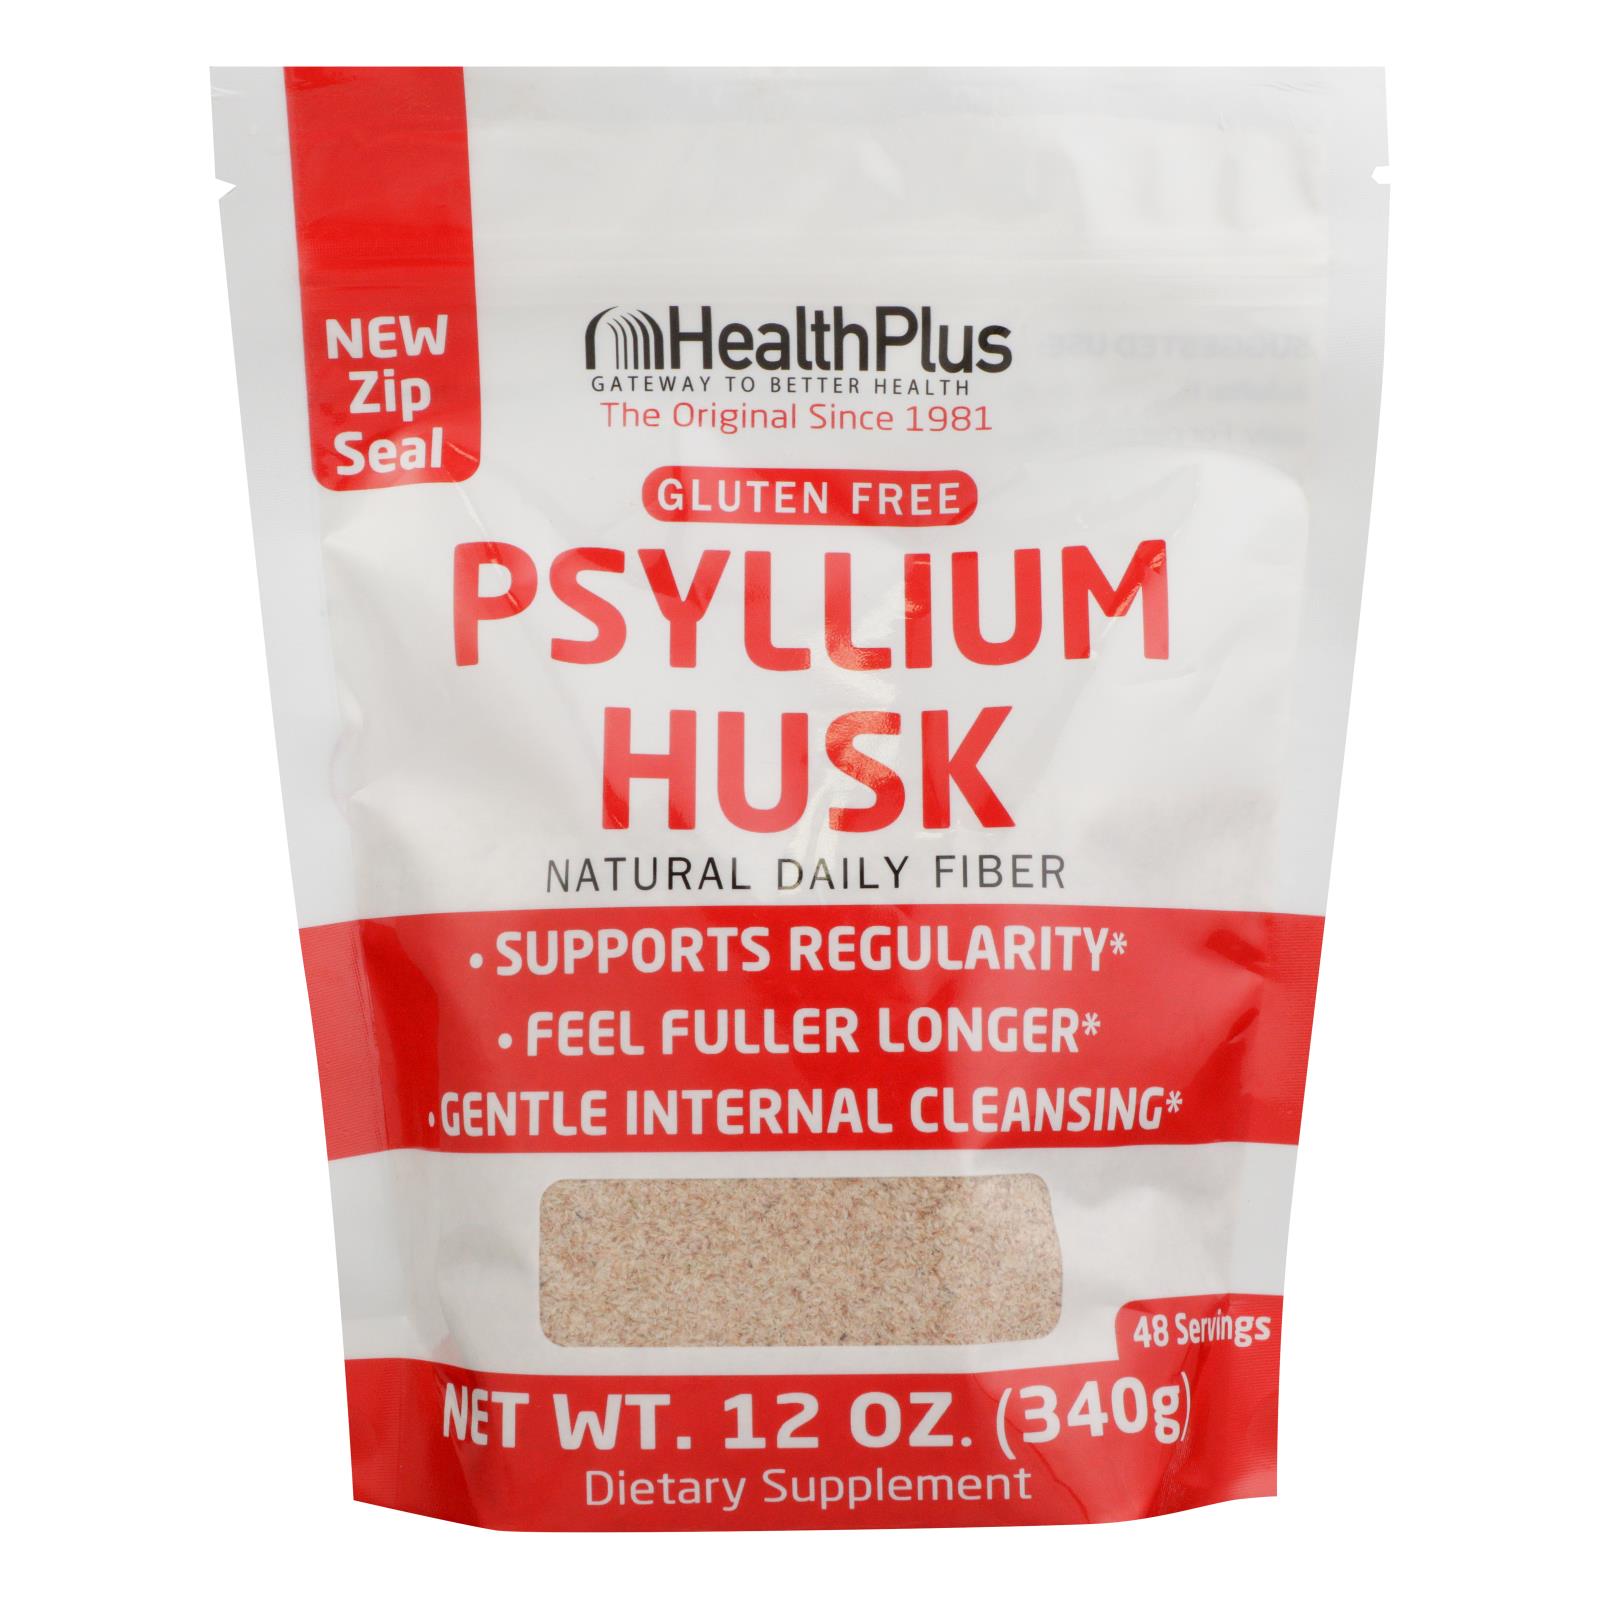 NEW
Zip
Seal
HealthPlus
GATEWAY TO BETTER HEALTH
The Original Since 1981
GLUTEN FREE
PSYLLIUM
HUSK
NATURAL DAILY FIBER
• SUPPORTS REGULARITY*
• FEEL FULLER LONGER*
• GENTLE INTERNAL CLEANSING*
48 Servings
NET WT. 12 OZ. (340g)
Dietary Supplement